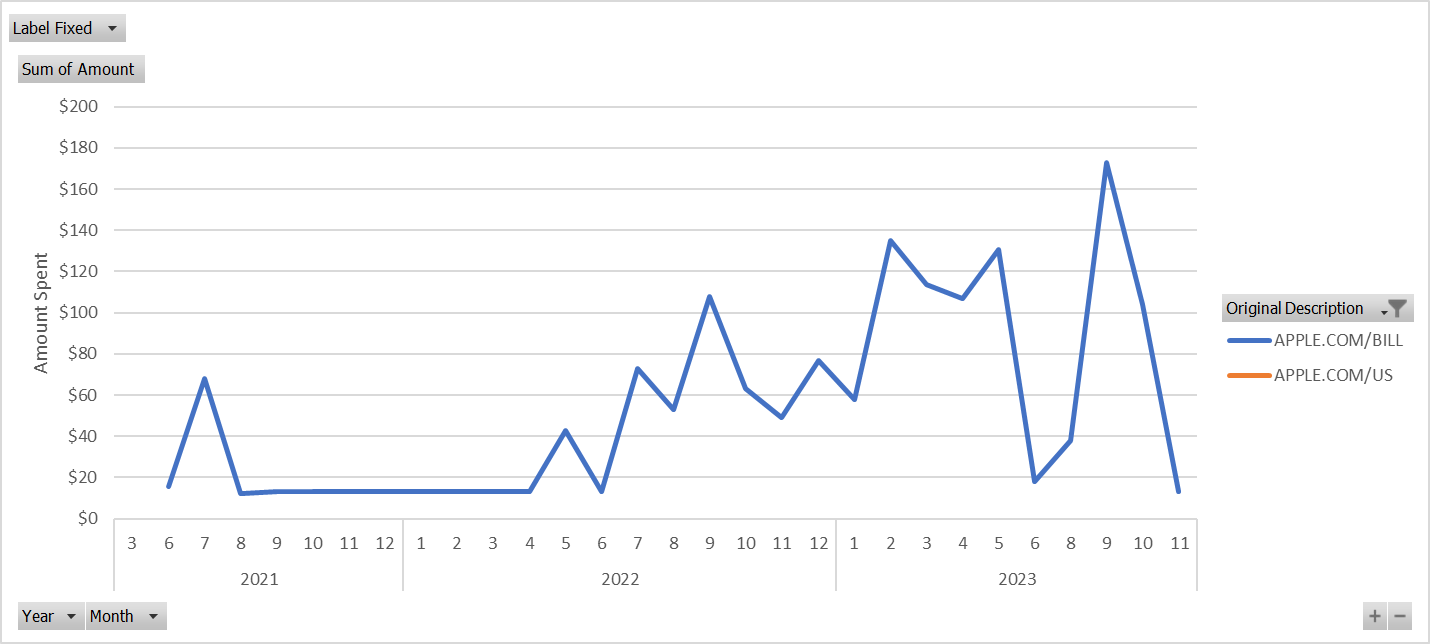 Label Fixed
Sum of Amount
$200
$180
$160
$140
$120
$100
$80
$60
$40
$20
$0
Amount Spent
3 6 7 8 9 10 11 12 1 2 3 4 5 6 7 8 9 10 11 12 1 2 3 4 5 6 8 9 10 11
2021 2022 2023
Original Description
APPLE.COM/BILL
APPLE.COM/US
Year Month